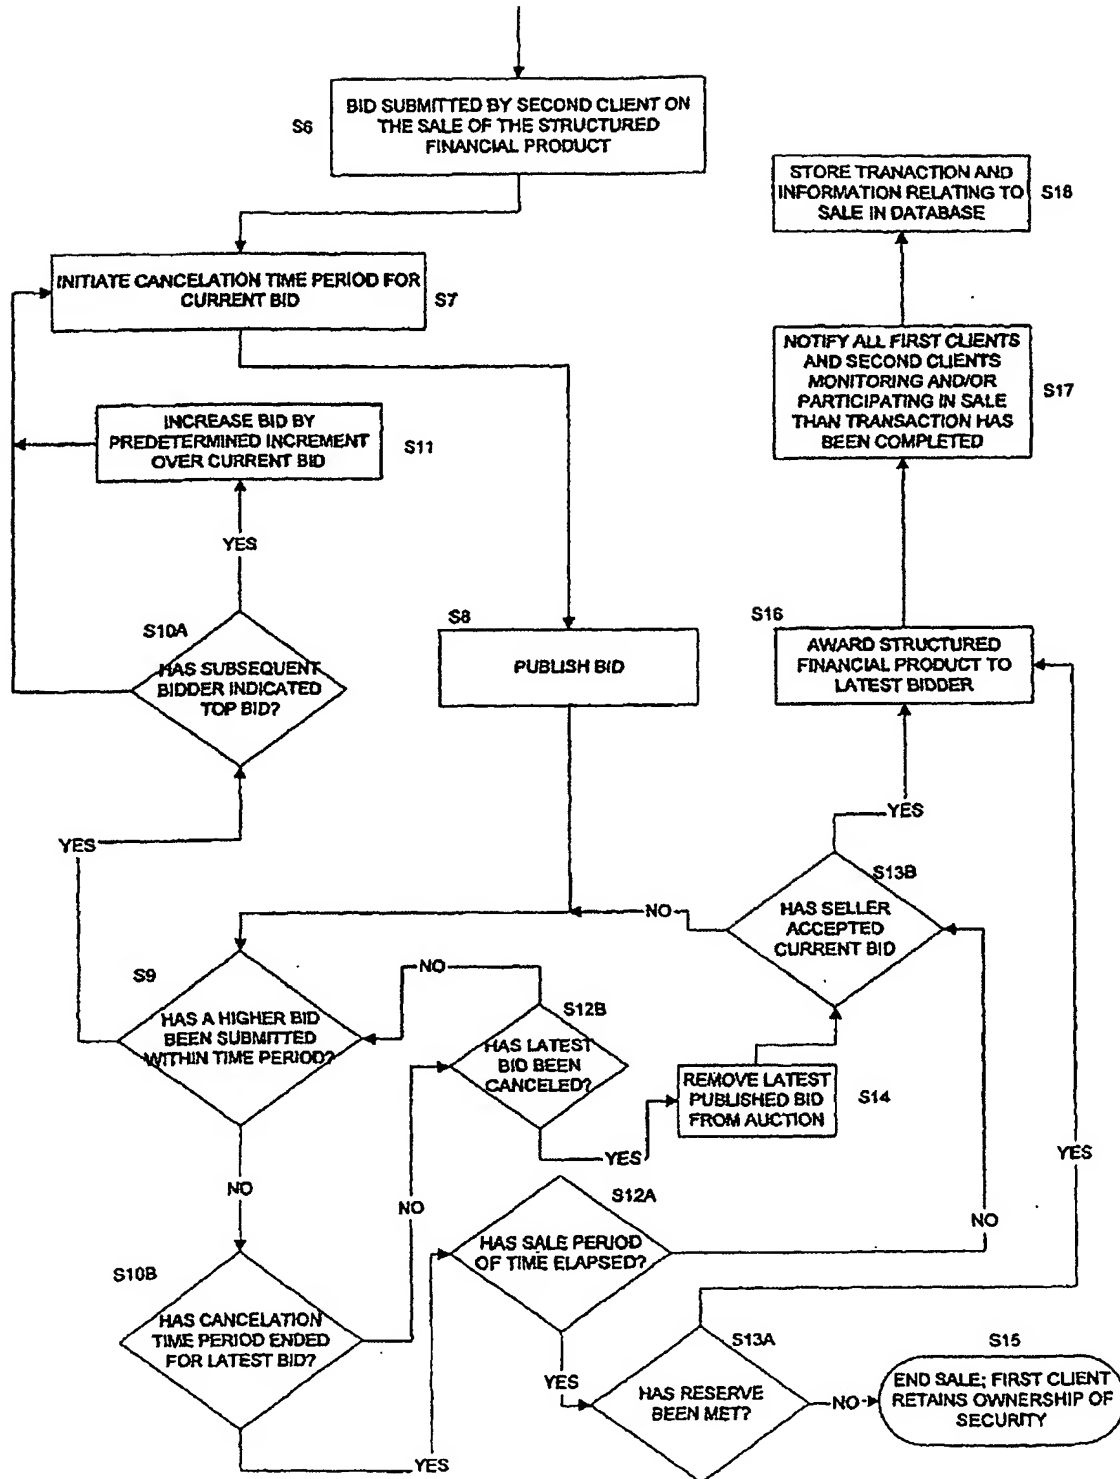 S6
BID SUBMITTED BY SECOND CLIENT ON
THE SALE OF THE STRUCTURED
FINANCIAL PRODUCT
STORE TRANACTION AND
INFORMATION RELATING TO
SALE IN DATABASE
S18
INITIATE CANCELATION TIME PERIOD FOR
CURRENT BID
S7
NOTIFY ALL FIRST CLIENTS
AND SECOND CLIENTS
MONITORING AND/OR
PARTICIPATING IN SALE
THAN TRANSACTION HAS
BEEN COMPLETED
S17
INCREASE BID BY
PREDETERMINED INCREMENT
OVER CURRENT BID
S11
YES
S10A
HAS SUBSEQUENT
BIDDER INDICATED
TOP BID?
S8
PUBLISH BID
S16
AWARD STRUCTURED
FINANCIAL PRODUCT TO
LATEST BIDDER
YES
YES
S13B
HAS SELLER
ACCEPTED
CURRENT BID
NO
S9
HAS A HIGHER BID
BEEN SUBMITTED
WITHIN TIME PERIOD?
NO
S12B
HAS LATEST
BID BEEN
CANCELED?
REMOVE LATEST
PUBLISHED BID
FROM AUCTION
S14
YES
YES
NO
NO
S12A
HAS SALE PERIOD
OF TIME ELAPSED?
NO
S10B
HAS CANCELATION
TIME PERIOD ENDED
FOR LATEST BID?
YES
S13A
HAS RESERVE
BEEN MET?
NO
S15
END SALE; FIRST CLIENT
RETAINS OWNERSHIP OF
SECURITY
YES